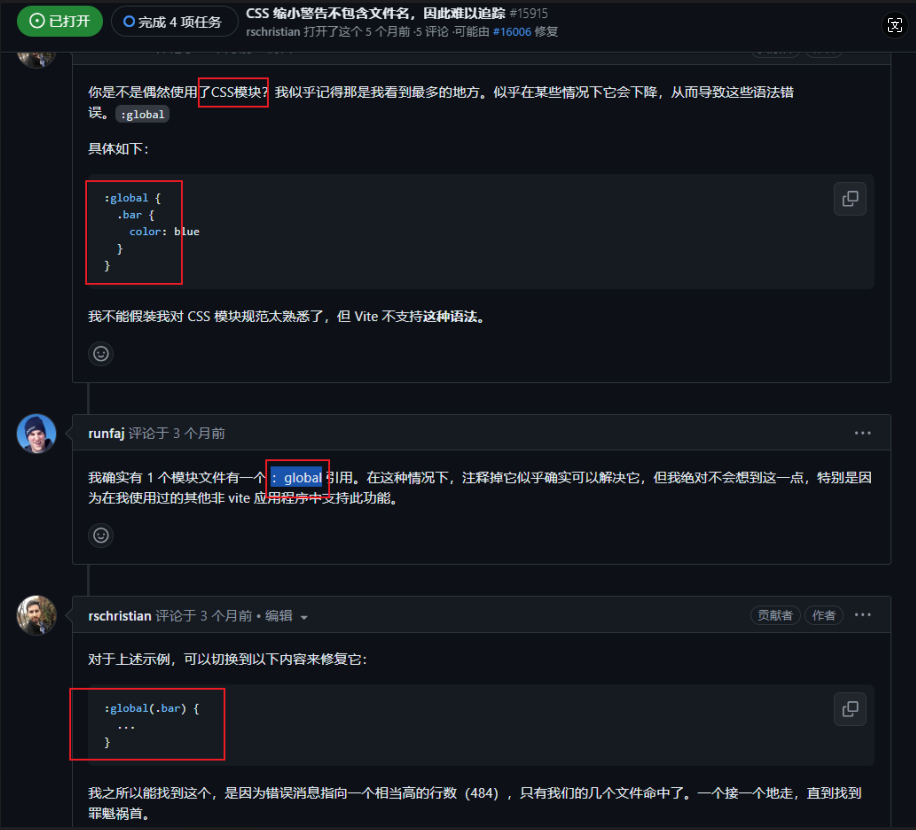 已打开
完成 4 项任务
CSS 缩小警告不包含文件名，因此难以追踪 #15915
rschristian 打开了这个 5 个月前 ·5 评论 ·可能由 #16006 修复
你是不是偶然使用了CSS模块？我似乎记得那是我看到最多的地方。似乎在某些情况下它会下降，从而导致这些语法错
误。 :global
具体如下：
:global {
.bar {
color: blue
}
}
我不能假装我对 CSS 模块规范太熟悉了，但 Vite 不支持这种语法。
runfaj 评论于 3 个月前
我确实有 1 个模块文件有一个 ：global 引用。在这种情况下，注释掉它似乎确实可以解决它，但我绝对不会想到这一点，特别是因
为在我使用过的其他非 vite 应用程序中支持此功能。
rschristian 评论于 3 个月前 • 编辑
贡献者
作者
对于上述示例，可以切换到以下内容来修复它：
:global(.bar) {
...
}
我之所以能找到这个，是因为错误消息指向一个相当高的行数（484），只有我们的几个文件命中了。一个接一个地走，直到找到
罪魁祸首。